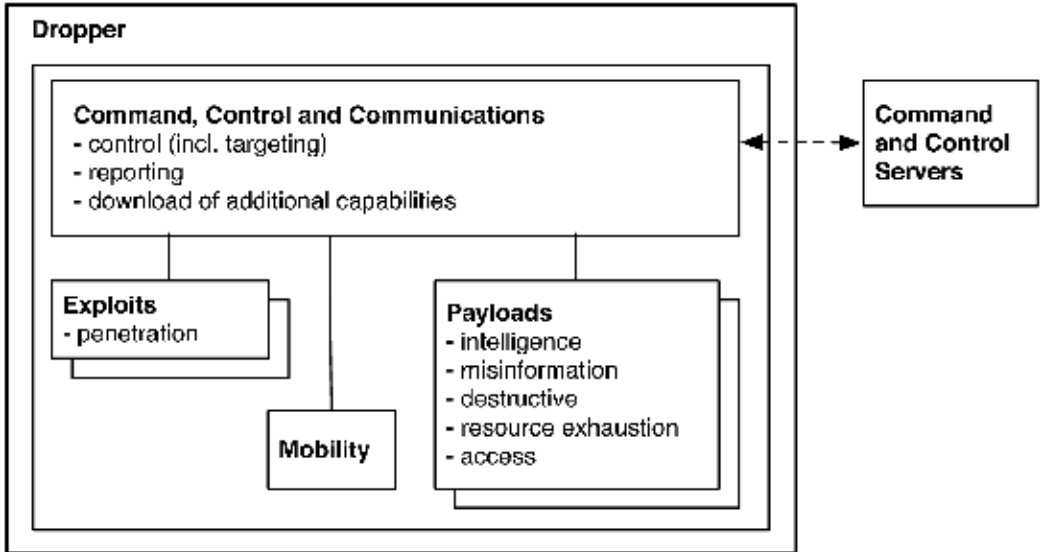 Dropper
Command, Control and Communications
- control (incl. targeting)
- reporting
- download of additional capabilities
Command
and Control
Servers
Exploits
- penetration
Mobility
Payloads
- intelligence
- misinformation
- destructive
- resource exhaustion
- access